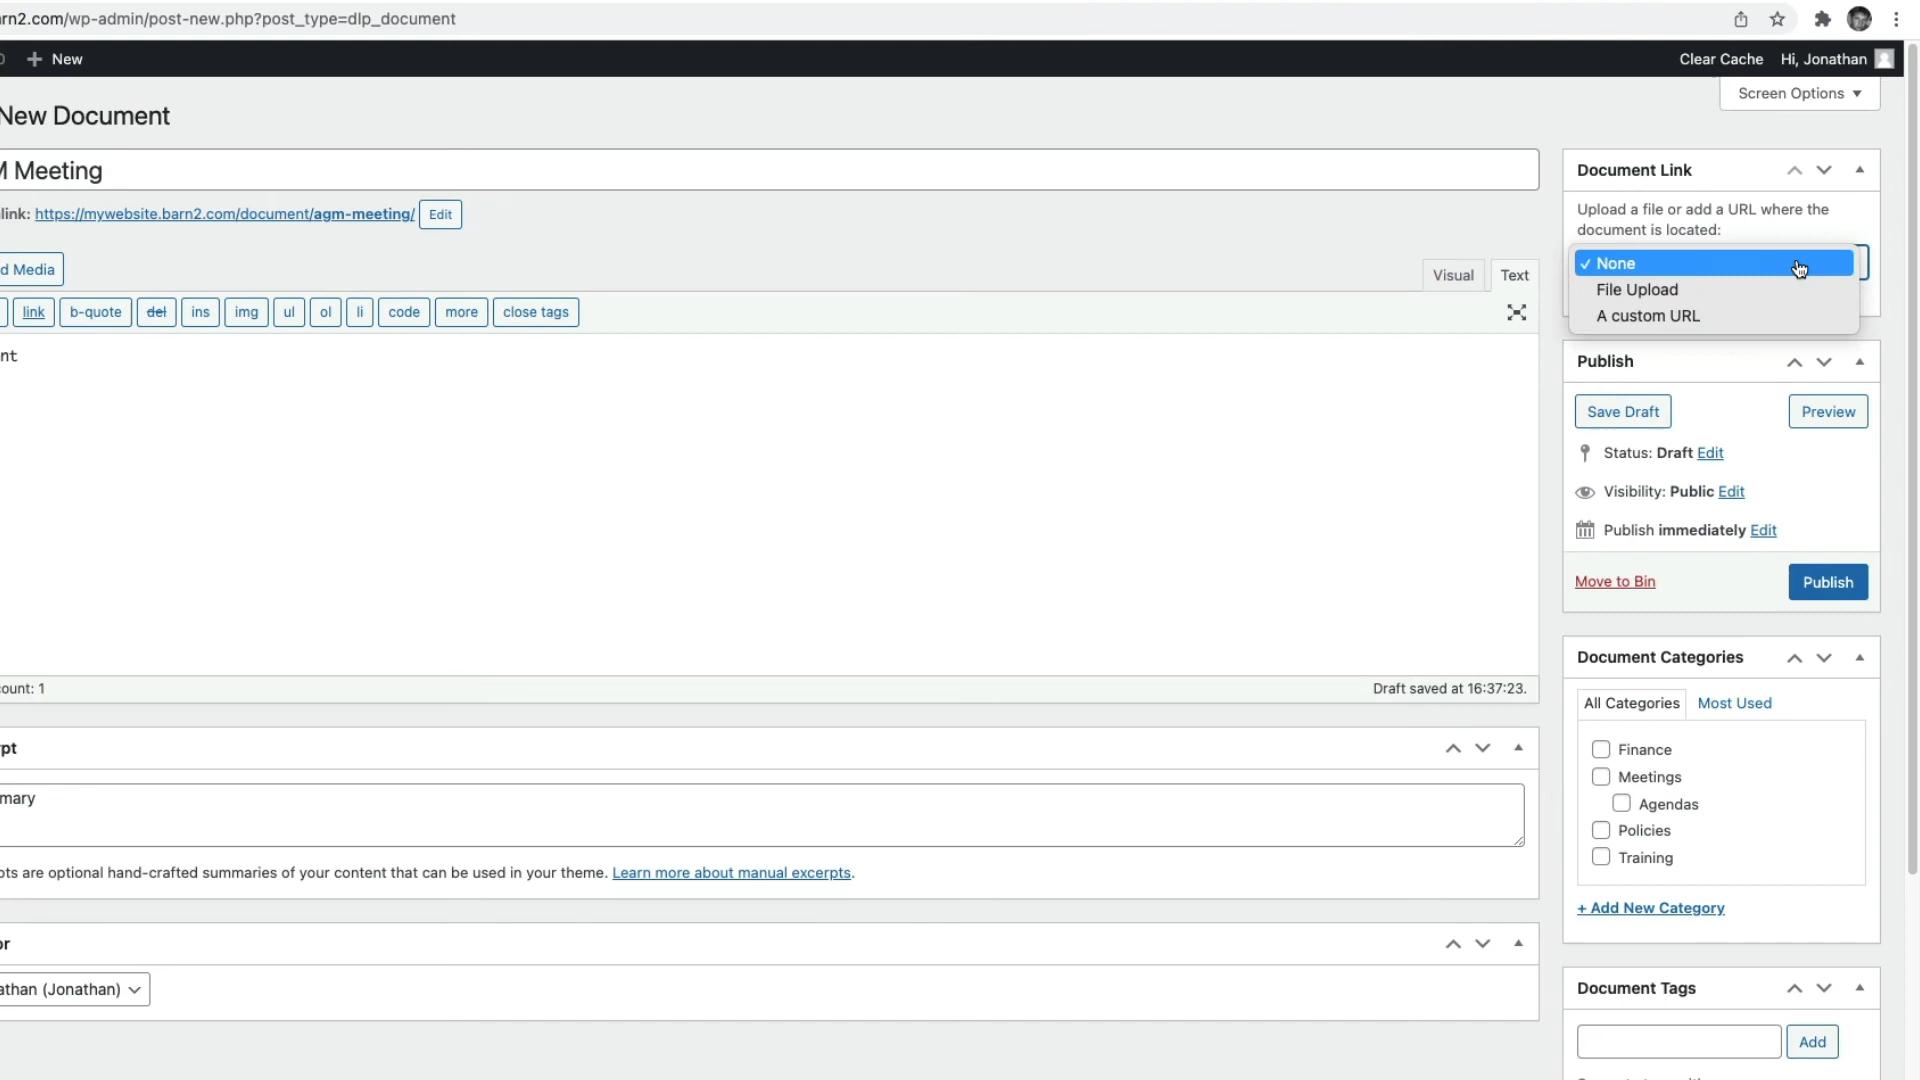 rn2.com/wp-admin/post-new.php?post_type=dlp_document
New
Clear Cache
Hi, Jonathan
Screen Options
New Document
M Meeting
link: https://mywebsite.barn2.com/document/agm-meeting/ Edit
d Media
Visual
Text
link
b-quote
del
ins
img
ul
ol
li
code
more
close tags
nt
ount: 1
Draft saved at 16:37:23.
pt
mary
pts are optional hand-crafted summaries of your content that can be used in your theme. Learn more about manual excerpts.
or
athan (Jonathan)
Document Link
Upload a file or add a URL where the
document is located:
✓ None
File Upload
A custom URL
Publish
Save Draft
Preview
Status: Draft Edit
Visibility: Public Edit
Publish immediately Edit
Move to Bin
Publish
Document Categories
All Categories
Most Used
Finance
Meetings
Agendas
Policies
Training
+ Add New Category
Document Tags
Add